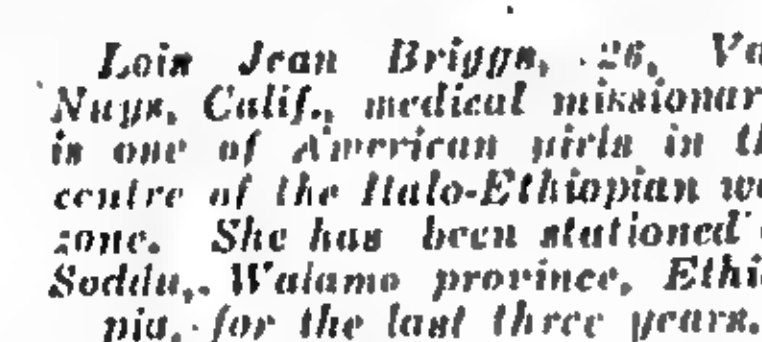 Lois Jean Briggs, 26, Va
Nuys, Calif., medical missionar
is one of American girls in th
centre of the Italo-Ethiopian wa
zone. She has been stationed
Soddu, Walamo province, Ethi
pia, for the last three years.